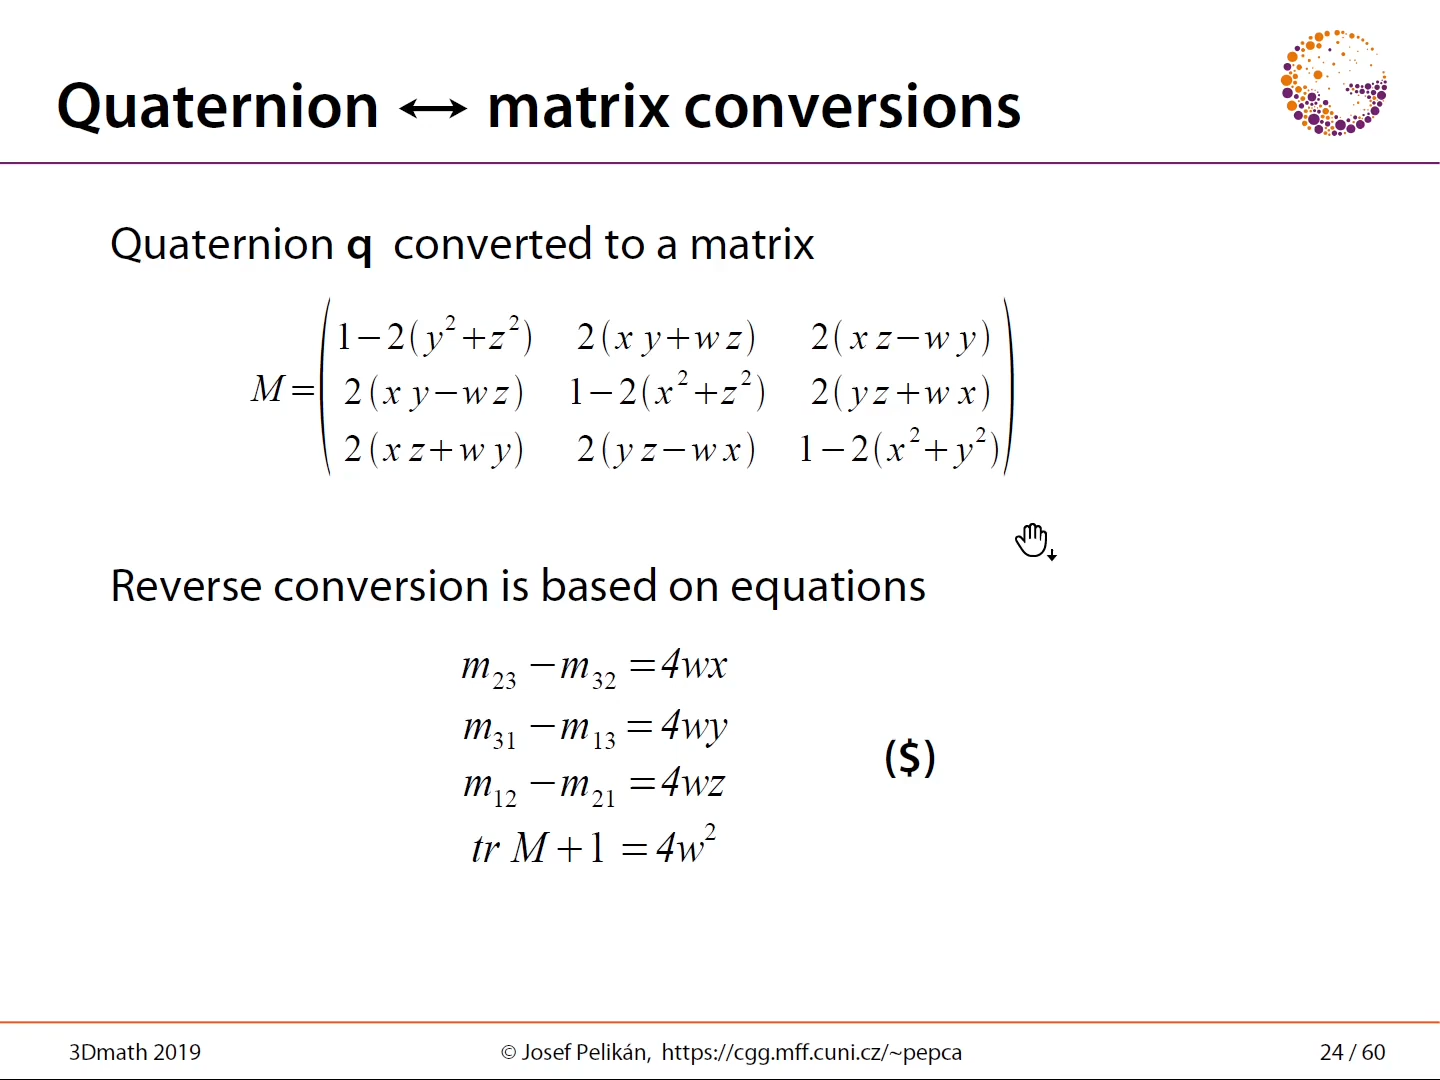 Quaternion ↔ matrix conversions
Quaternion q converted to a matrix
1−2(y²+z²) 2(x y+w z) 2(x z−w y)
M= 2(x y−w z) 1−2(x²+z²) 2(y z+w x)
2(x z+w y) 2(y z−w x) 1−2(x²+y²)
Reverse conversion is based on equations
m₂₃ −m₃₂ =4wx
m₃₁ −m₁₃ =4wy
($)
m₁₂ −m₂₁ =4wz
tr M+1 =4w²
3Dmath 2019 © Josef Pelikán, https://cgg.mff.cuni.cz/~pepca 24 / 60